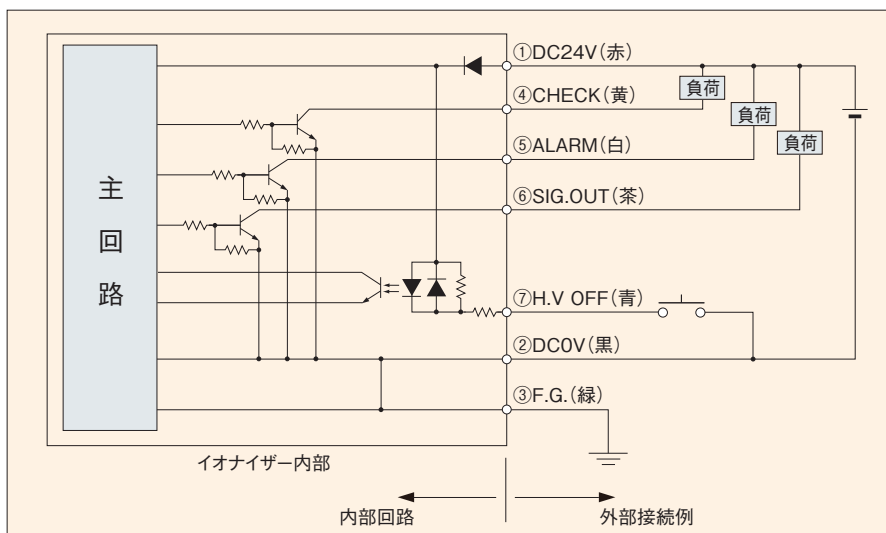 ①DC24V(赤)
負荷
④CHECK(黄)
負荷
⑤ALARM(白)
負荷
⑥SIG.OUT(茶)
主回路
⑦H.V OFF(青)
②DC0V(黒)
③F.G.(緑)
イオナイザー内部
内部回路
外部接続例